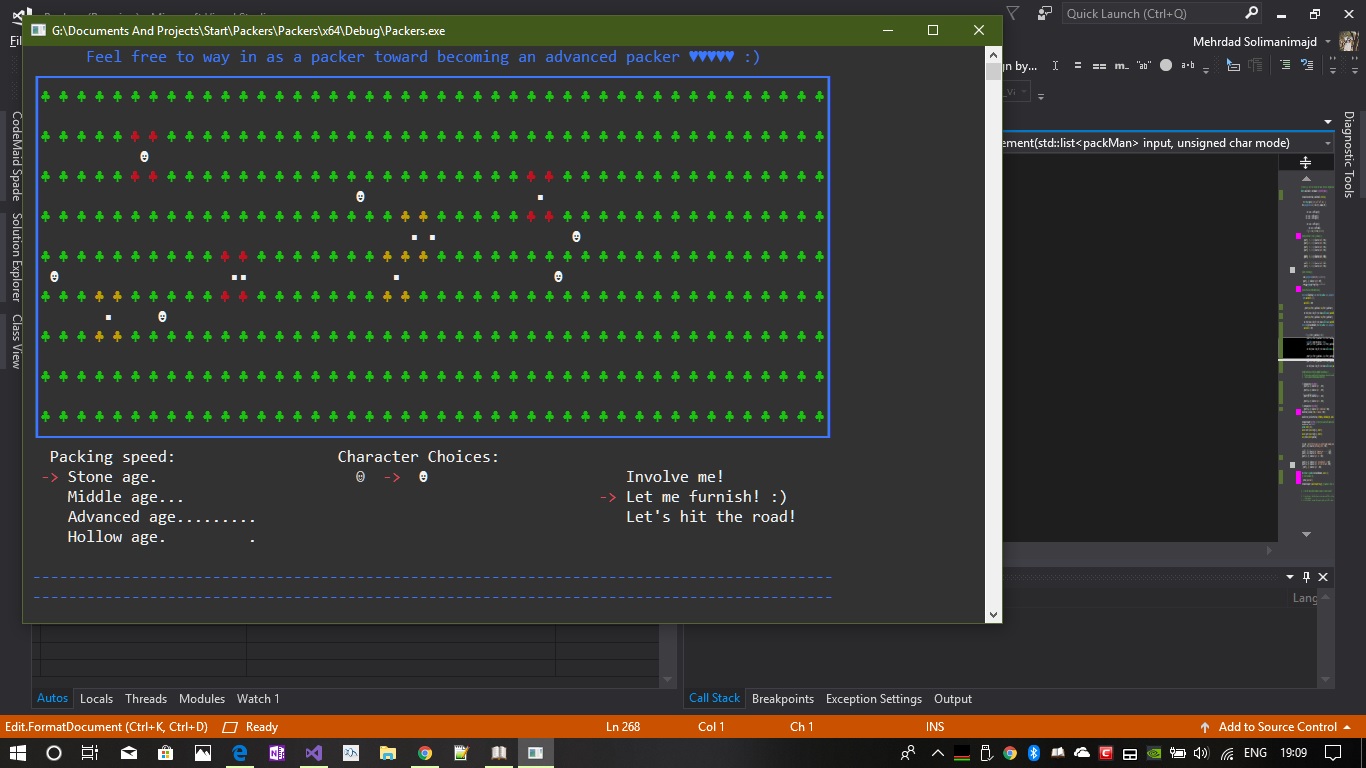 Quick Launch (Ctrl+Q)
G:\Documents And Projects\Start\Packers\Packers\x64\Debug\Packers.exe
Mehrdad Solimanimajd
Feel free to way in as a packer toward becoming an advanced packer ♥♥♥♥♥ :)
gn by...
ement(std::list<packMan> input, unsigned char mode)
CodeMaid Spade
Solution Explorer
Class View
Diagnostic Tools
Packing speed:
-> Stone age.
Middle age...
Advanced age.........
Hollow age. .
Character Choices:
->
Involve me!
-> Let me furnish! :)
Let's hit the road!
Lang
Autos Locals Threads Modules Watch 1
Call Stack Breakpoints Exception Settings Output
Edit.FormatDocument (Ctrl+K, Ctrl+D) Ready Ln 268 Col 1 Ch 1 INS Add to Source Control
ENG 19:09